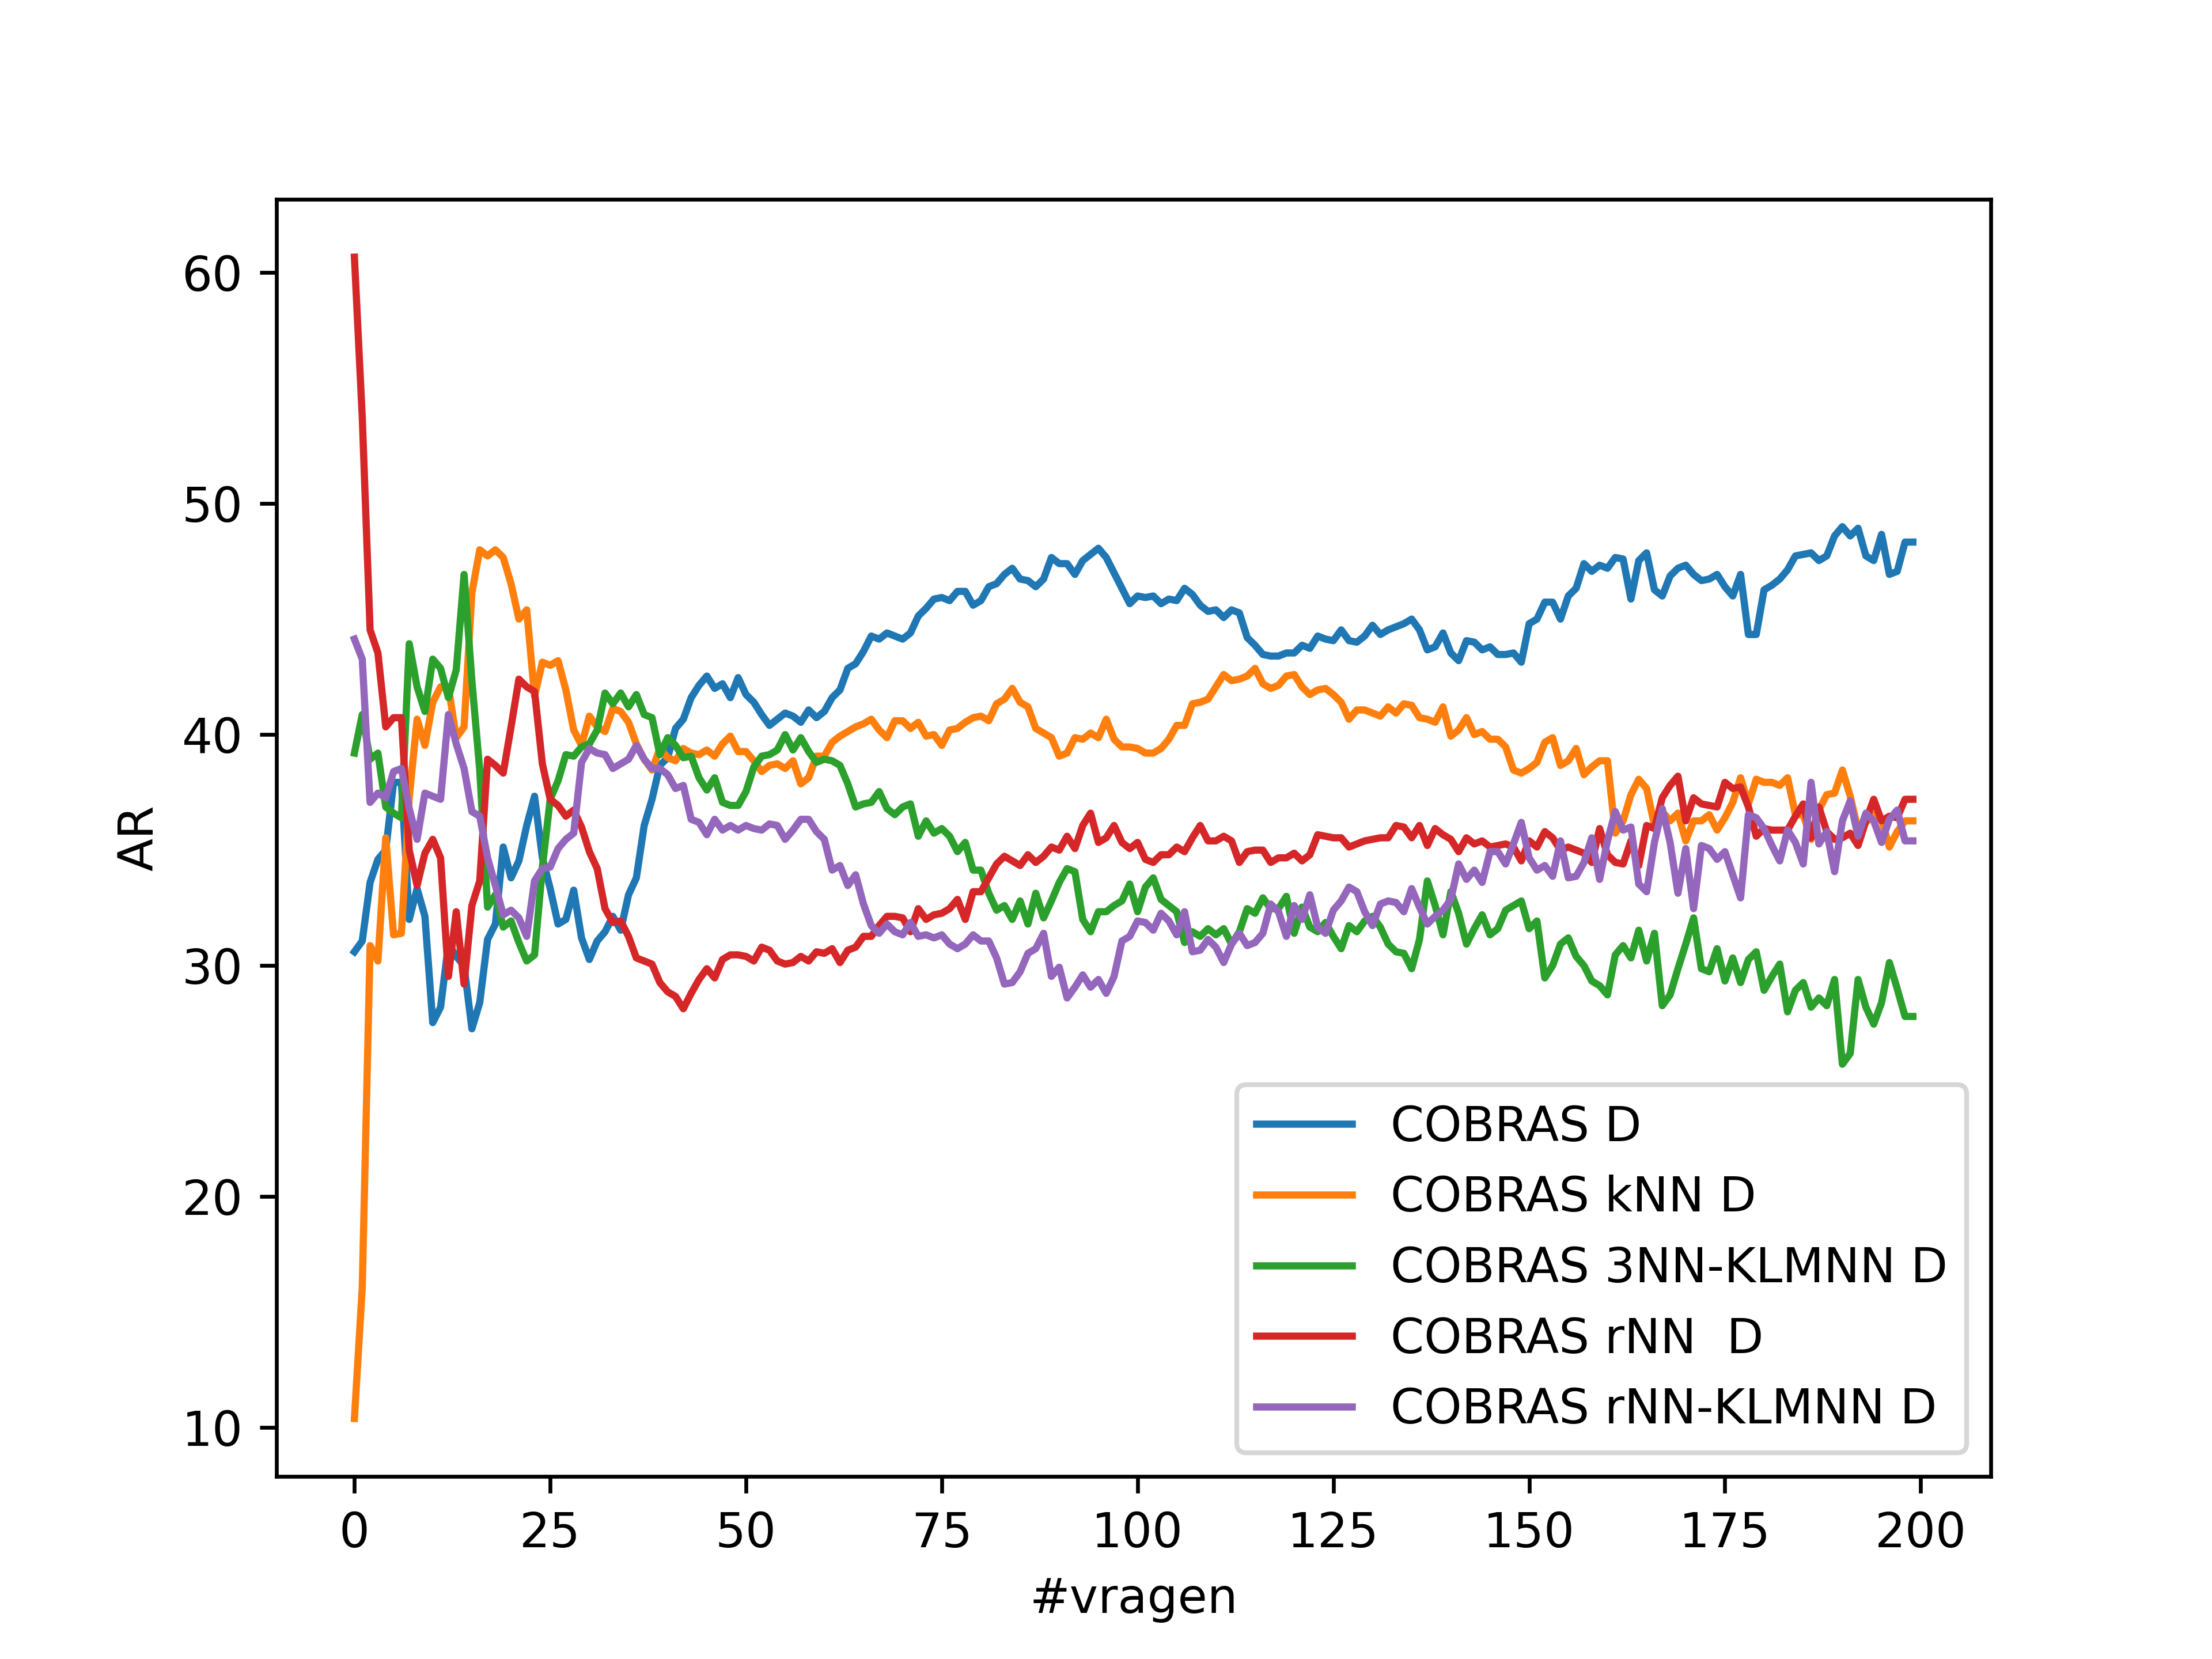 60
50
40
30
20
10
AR
0 25 50 75 100 125 150 175 200
#vragen
COBRAS D
COBRAS kNN D
COBRAS 3NN-KLMNN D
COBRAS rNN  D
COBRAS rNN-KLMNN D